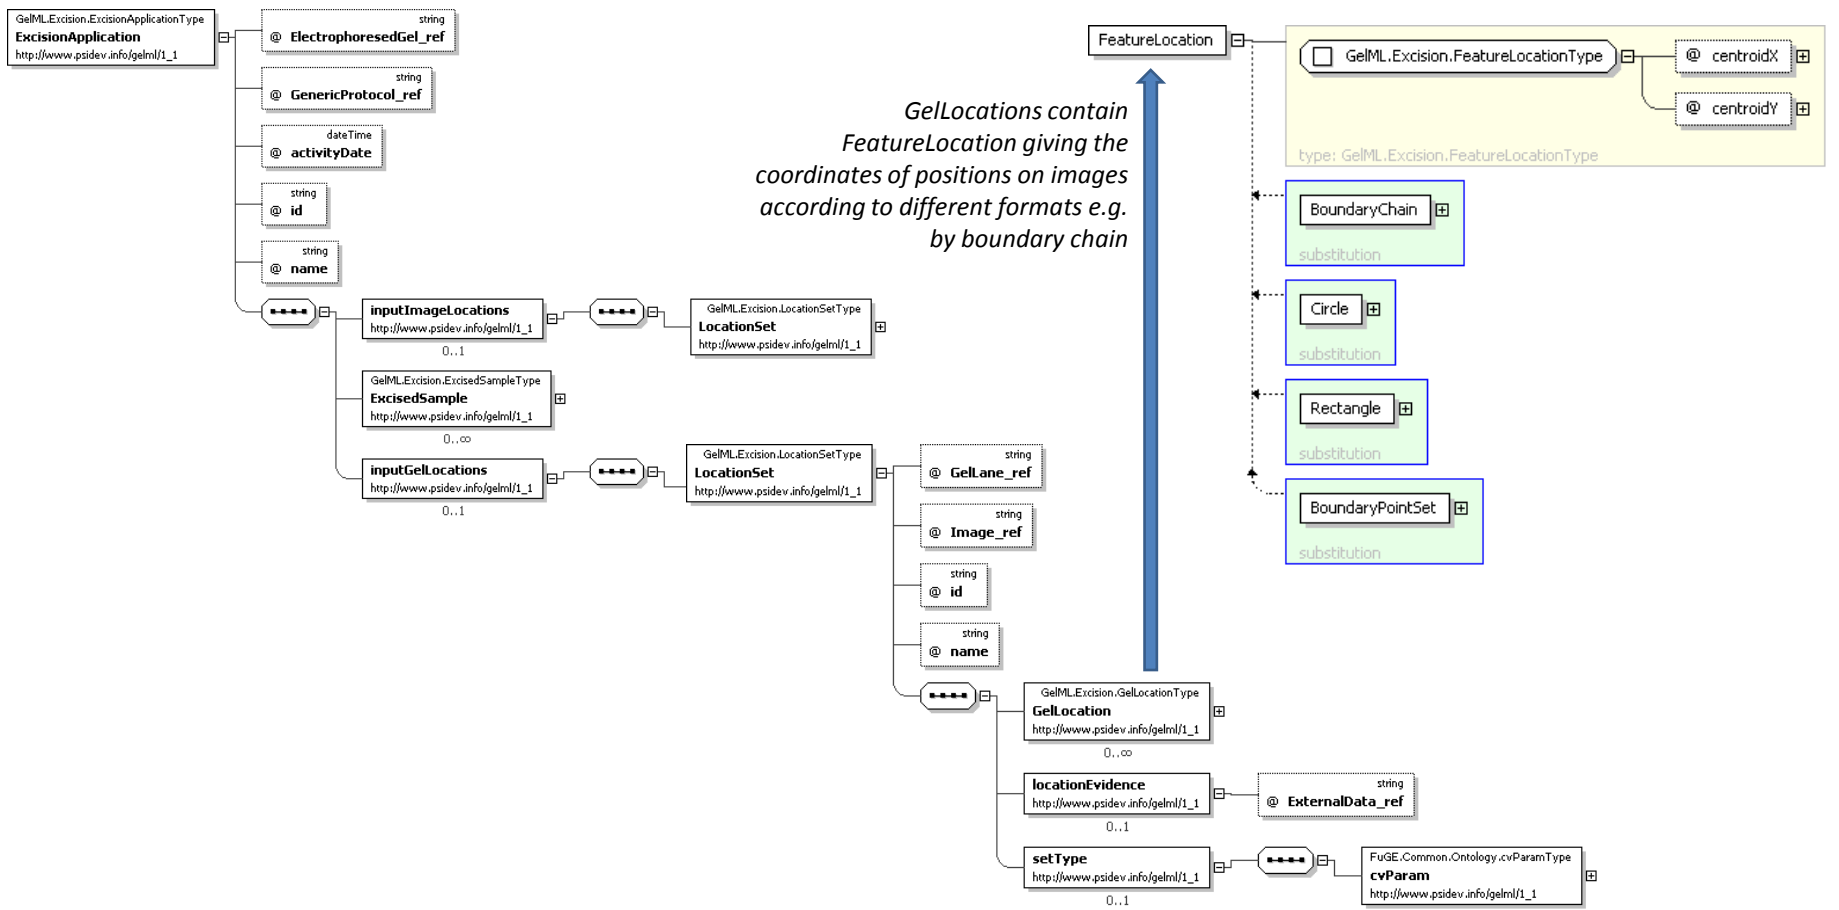 GelML.Excision.ExcisionApplicationType
ExcisionApplication
http://www.psidev.info/gelml/1_1
string
@ ElectrophoresedGel_ref
string
@ GenericProtocol_ref
dateTime
@ activityDate
string
@ id
string
@ name
inputImageLocations
http://www.psidev.info/gelml/1_1
0..1
GelML.Excision.LocationSetType
LocationSet
http://www.psidev.info/gelml/1_1
GelML.Excision.ExcisedSampleType
ExcisedSample
http://www.psidev.info/gelml/1_1
0..∞
inputGelLocations
http://www.psidev.info/gelml/1_1
0..1
GelML.Excision.LocationSetType
LocationSet
http://www.psidev.info/gelml/1_1
string
@ GelLane_ref
string
@ Image_ref
string
@ id
string
@ name
GelML.Excision.GelLocationType
GelLocation
http://www.psidev.info/gelml/1_1
0..∞
locationEvidence
http://www.psidev.info/gelml/1_1
0..1
string
@ ExternalData_ref
setType
http://www.psidev.info/gelml/1_1
0..1
FuGE.Common.Ontology.cvParamType
cvParam
http://www.psidev.info/gelml/1_1
GelLocations contain
FeatureLocation giving the
coordinates of positions on images
according to different formats e.g.
by boundary chain
FeatureLocation
GelML.Excision.FeatureLocationType
@ centroidX
@ centroidY
type: GelML.Excision.FeatureLocationType
BoundaryChain
substitution
Circle
substitution
Rectangle
substitution
BoundaryPointSet
substitution